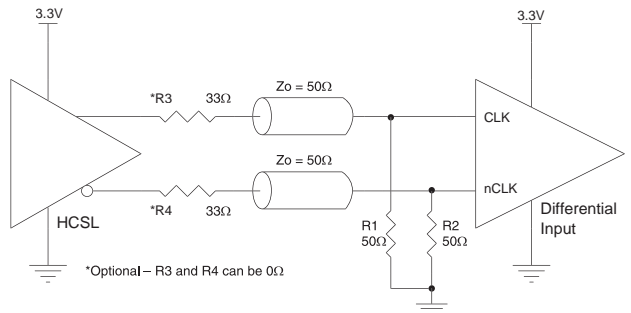 3.3V
3.3V
*R3 33Ω
Zo = 50Ω
CLK
Zo = 50Ω
nCLK
*R4 33Ω
HCSL
R1
50Ω
R2
50Ω
Differential
Input
*Optional – R3 and R4 can be 0Ω